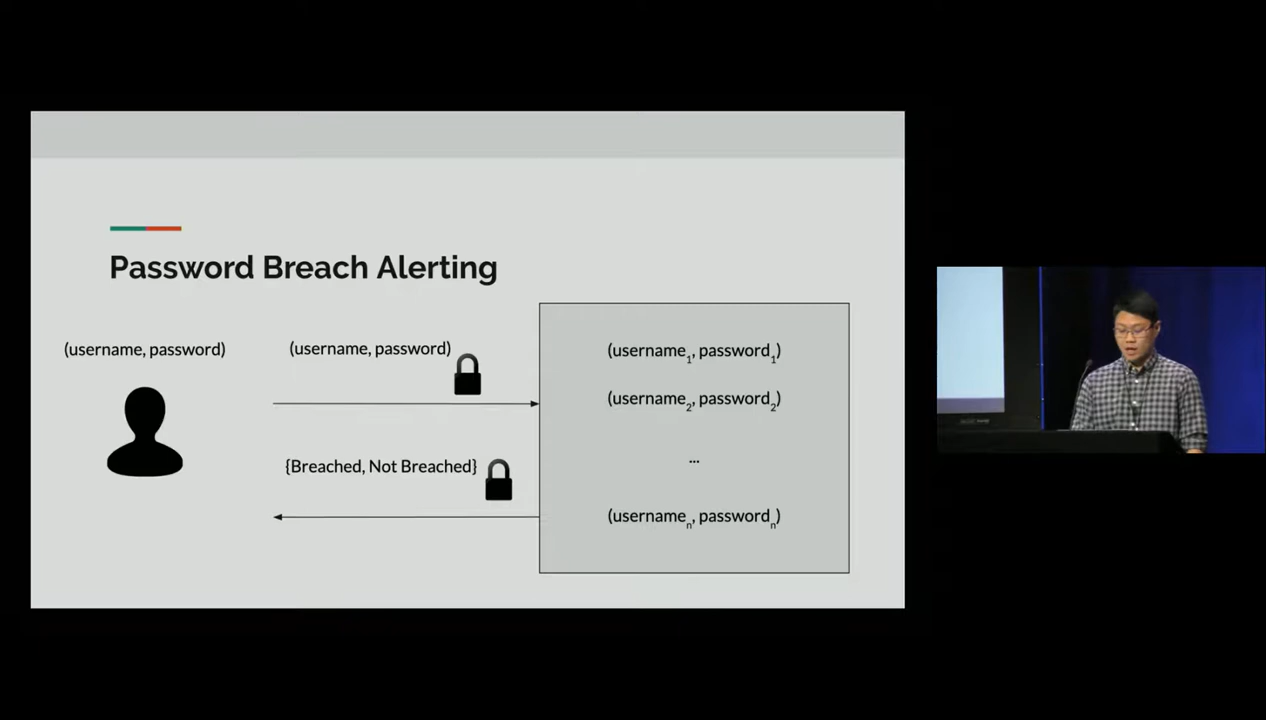 Password Breach Alerting
(username, password)
(username, password)
{Breached, Not Breached}
(username₁, password₁)
(username₂, password₂)
...
(usernameₙ, passwordₙ)